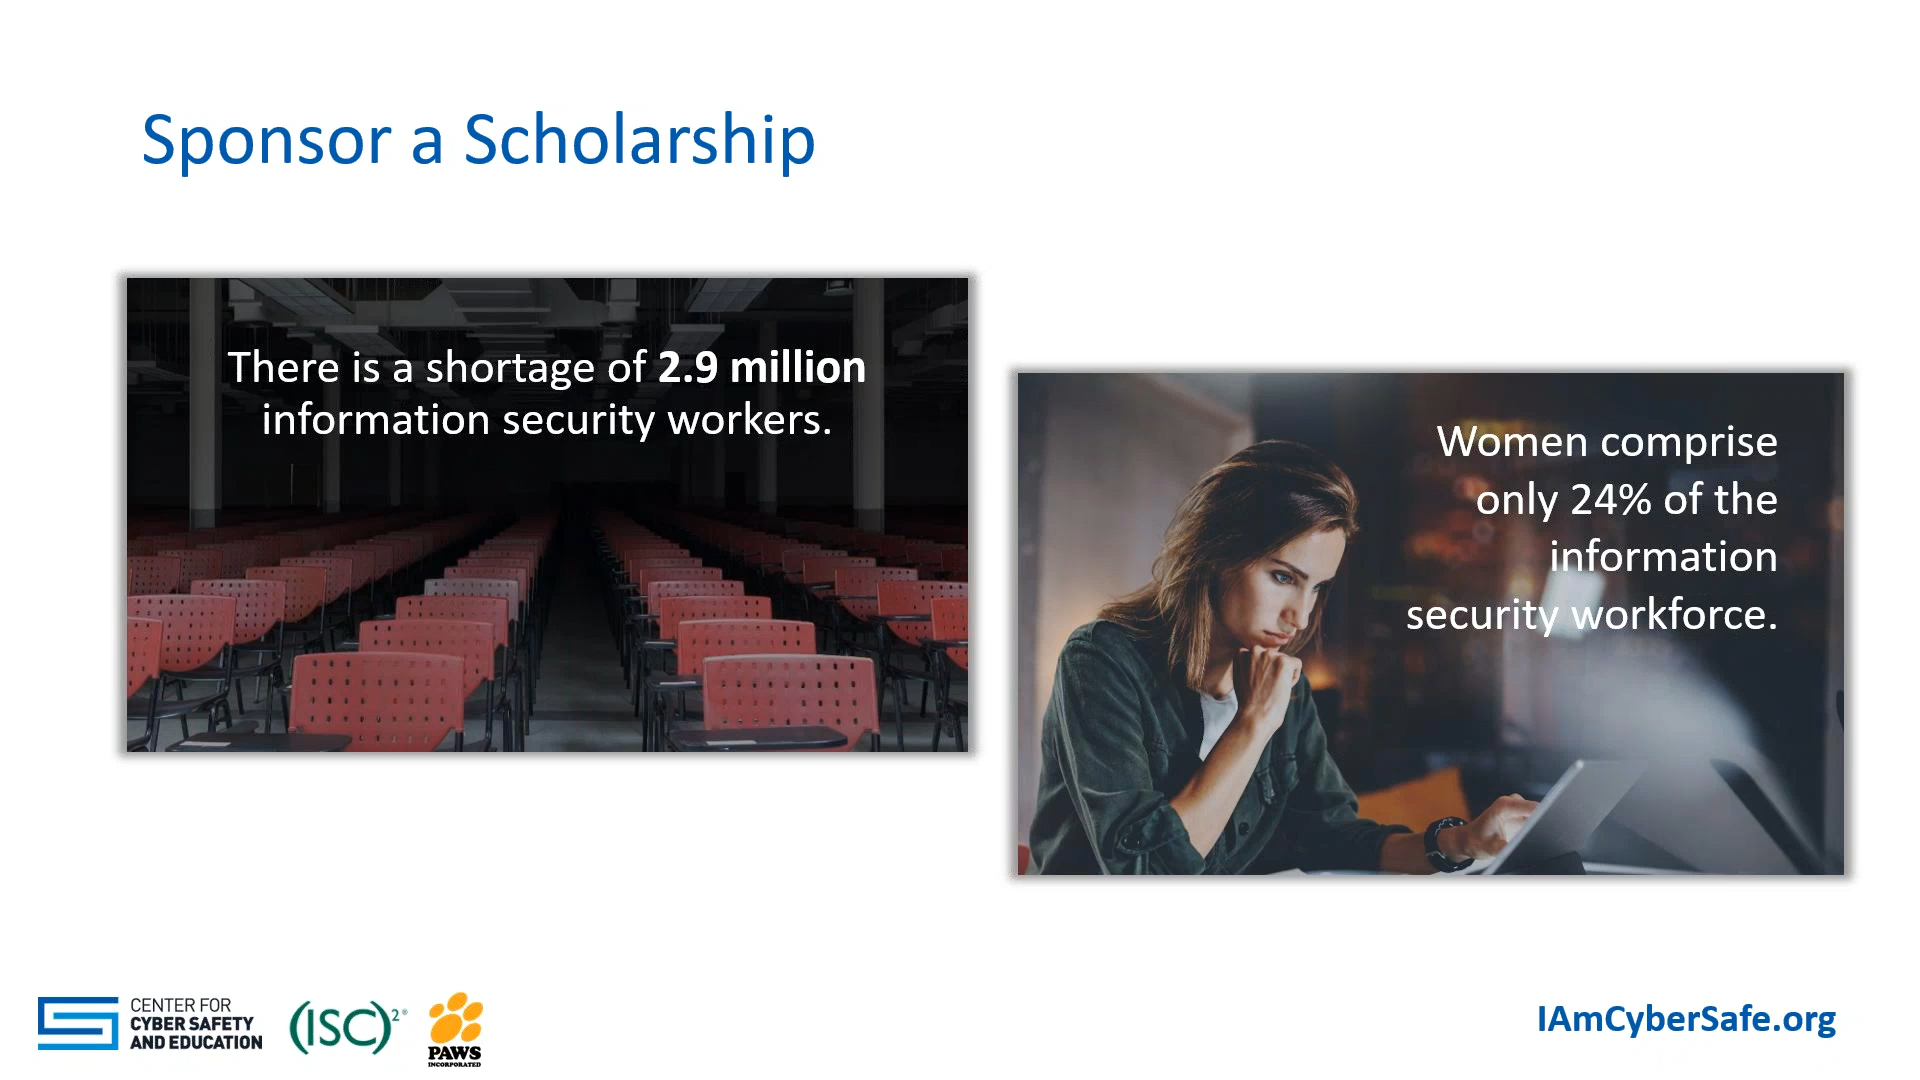 Sponsor a Scholarship
There is a shortage of 2.9 million
information security workers.
Women comprise
only 24% of the
information
security workforce.
CENTER FOR
CYBER SAFETY
AND EDUCATION
(ISC)²®
PAWS
INCORPORATED
IAmCyberSafe.org